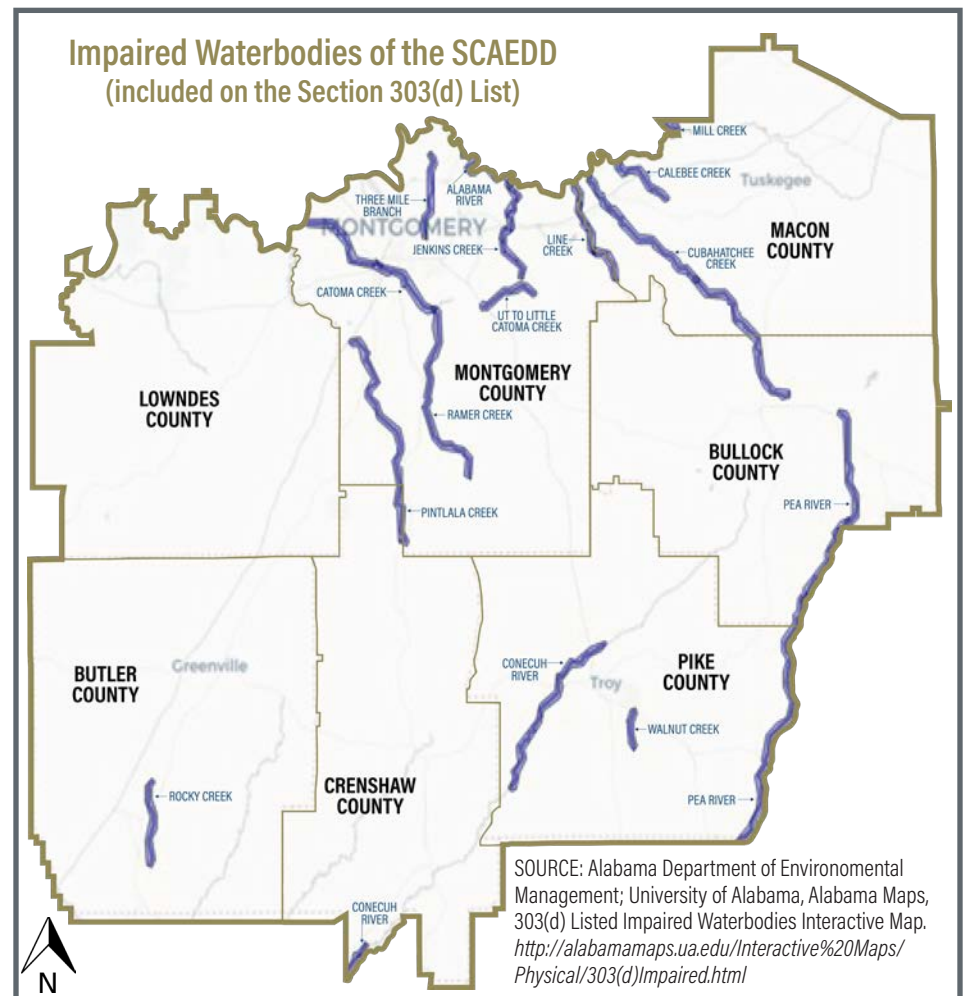 Impaired Waterbodies of the SCAEDD
(included on the Section 303(d) List)
MILL CREEK
CALEBEE CREEK
Tuskegee
ALABAMA
RIVER
THREE MILE
BRANCH
MONTGOMERY
JENKINS CREEK
LINE
CREEK
MACON
COUNTY
CUBAHATCHEE
CREEK
CATOMA CREEK
UT TO LITTLE
CATOMA CREEK
LOWNDES
COUNTY
MONTGOMERY
COUNTY
RAMER CREEK
BULLOCK
COUNTY
PEA RIVER
PINTLALA CREEK
BUTLER
COUNTY
Greenville
CONECUH
RIVER
Troy
PIKE
COUNTY
WALNUT CREEK
ROCKY CREEK
CRENSHAW
COUNTY
PEA RIVER
CONECUH
RIVER
SOURCE: Alabama Department of Environomental
Management; University of Alabama, Alabama Maps,
303(d) Listed Impaired Waterbodies Interactive Map.
http://alabamamaps.ua.edu/Interactive%20Maps/
Physical/303(d)Impaired.html
N